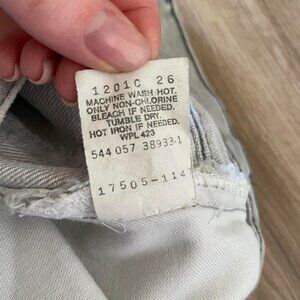 1201C 26
MACHINE WASH HOT.
ONLY NON-CHLORINE
BLEACH IF NEEDED.
TUMBLE DRY.
HOT IRON IF NEEDED.
WPL 423
544 057 38933-1
17505-114